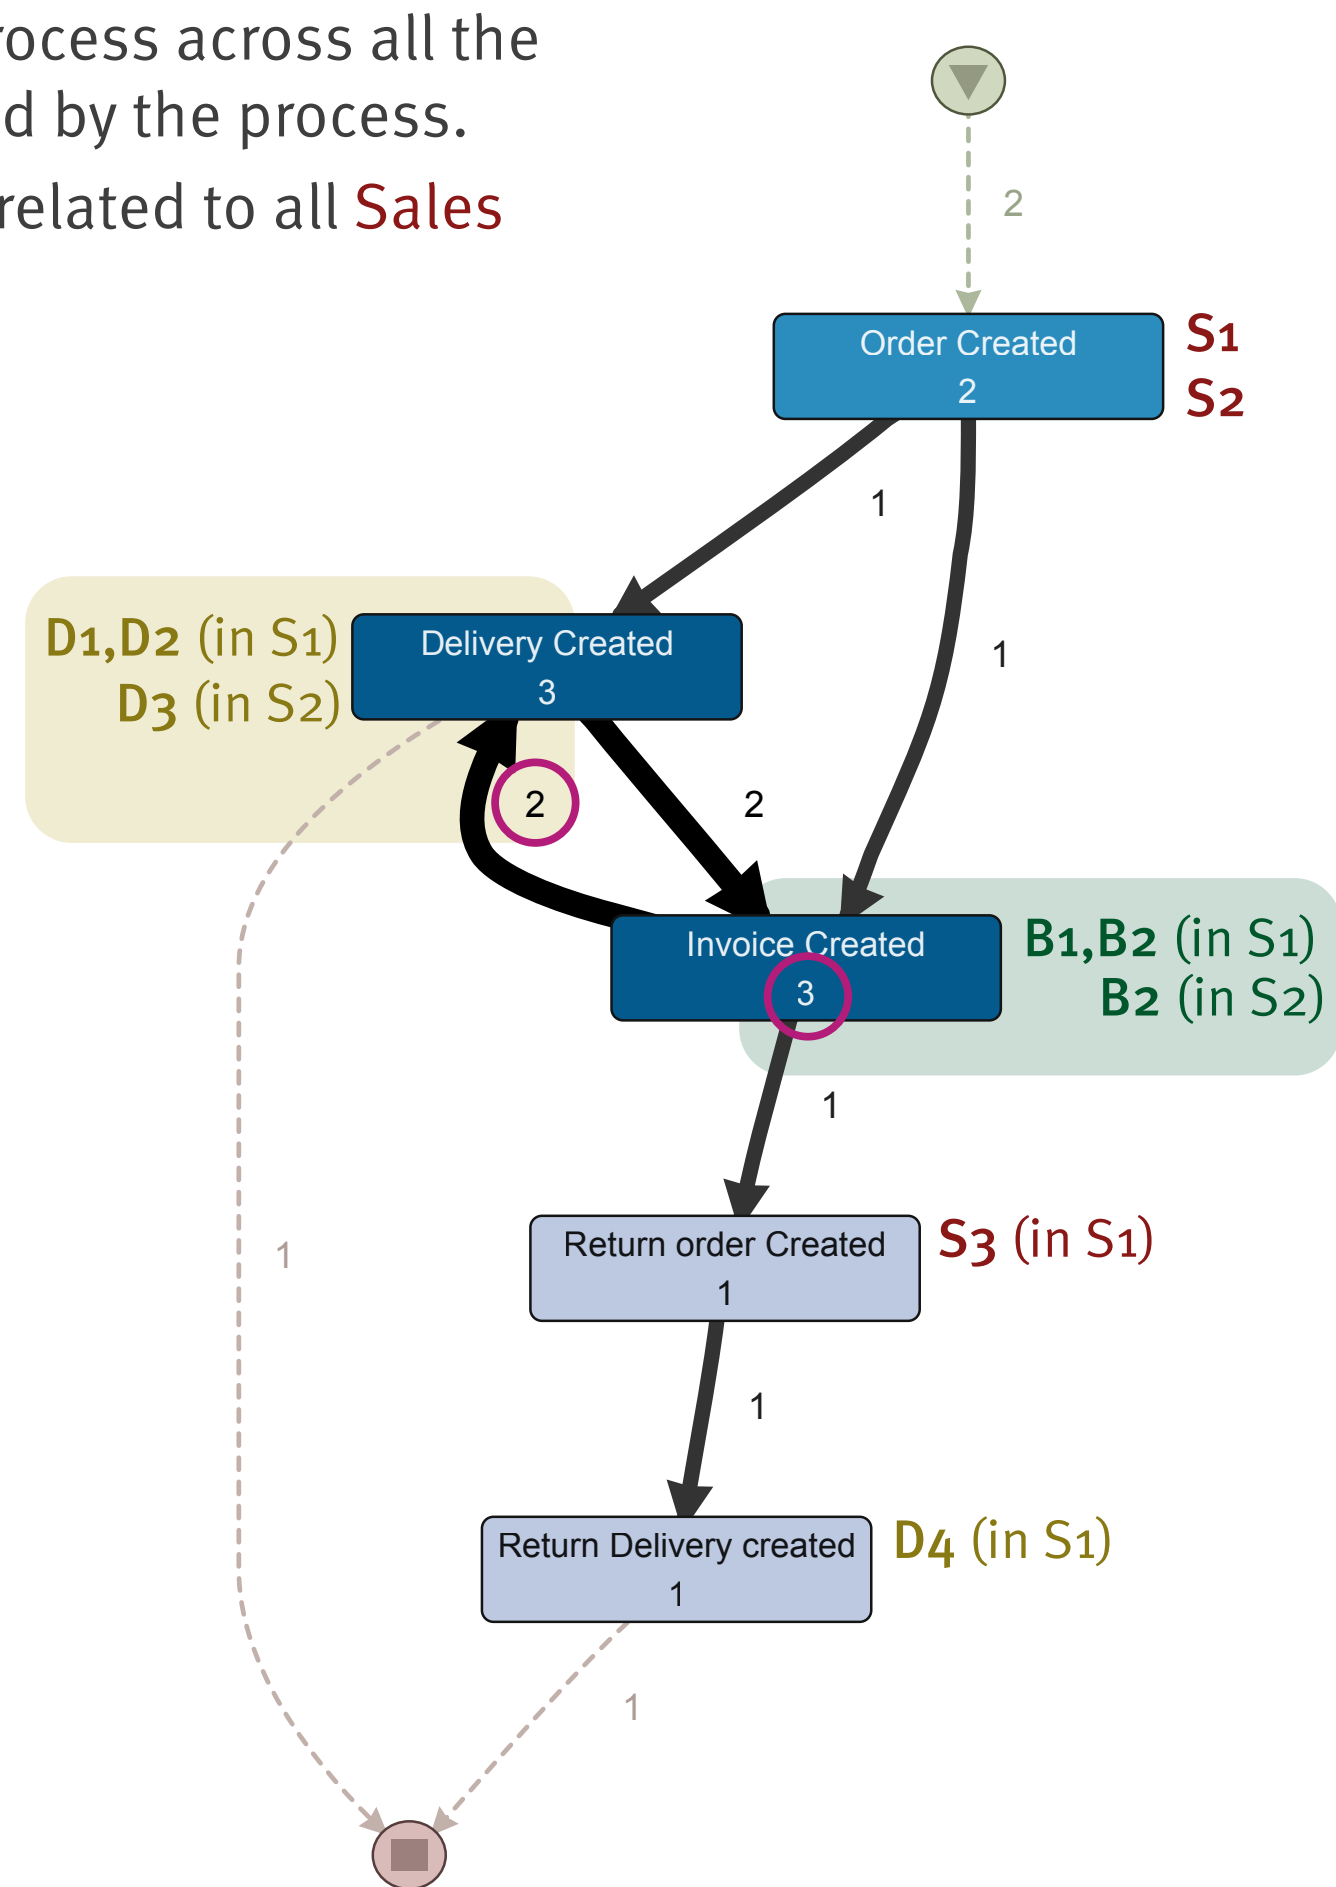 rocess across all the
d by the process.
related to all Sales
2
Order Created
2
S1
S2
1
1
D1,D2 (in S1)
D3 (in S2)
Delivery Created
3
2
2
Invoice Created
3
B1,B2 (in S1)
B2 (in S2)
1
Return order Created
1
S3 (in S1)
1
1
Return Delivery created
1
D4 (in S1)
1